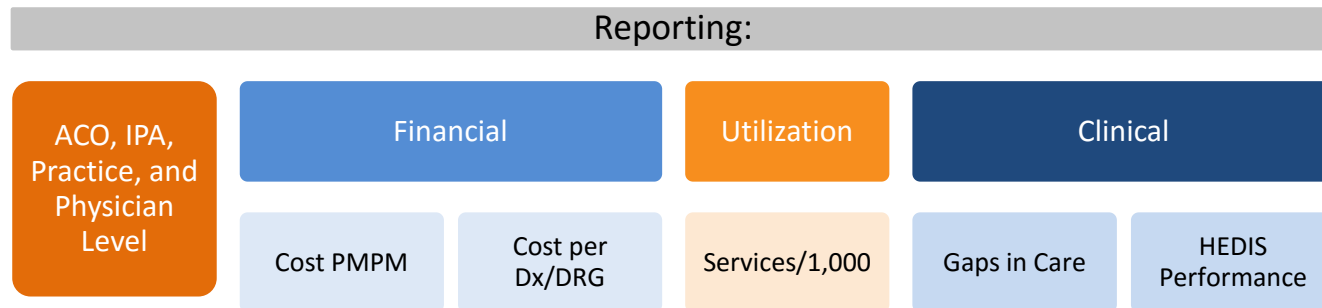 Reporting:
ACO, IPA,
Practice, and
Physician
Level
Financial
Utilization
Clinical
Cost PMPM
Cost per
Dx/DRG
Services/1,000
Gaps in Care
HEDIS
Performance